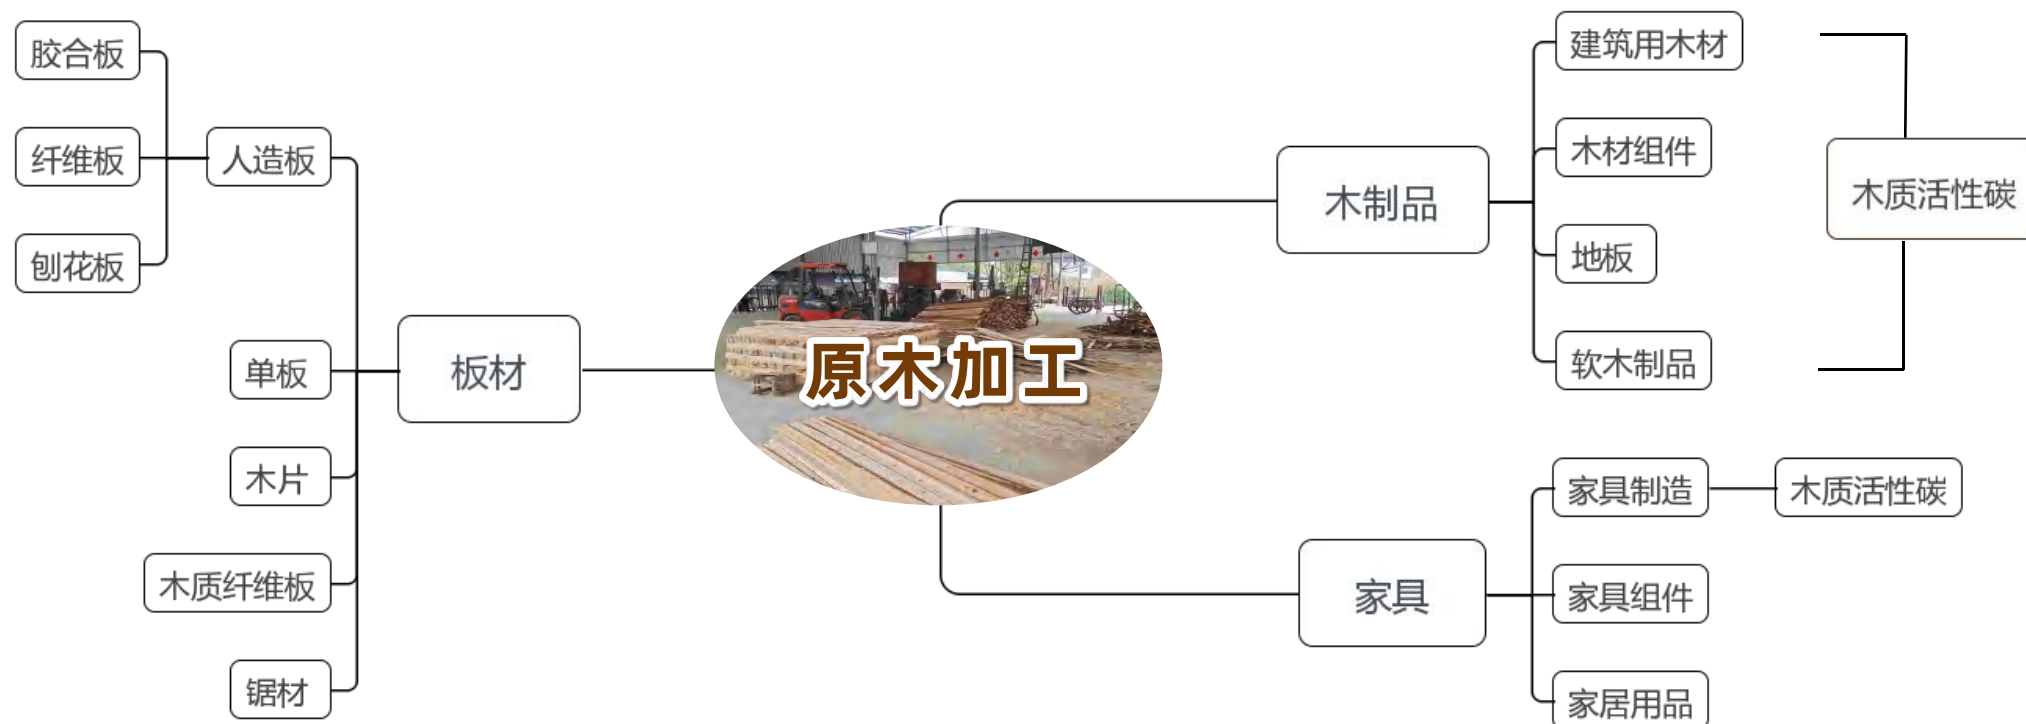 胶合板
纤维板
刨花板
人造板
单板
木片
木质纤维板
锯材
板材
原木加工
木制品
建筑用木材
木材组件
地板
软木制品
木质活性碳
家具
家具制造
木质活性碳
家具组件
家居用品